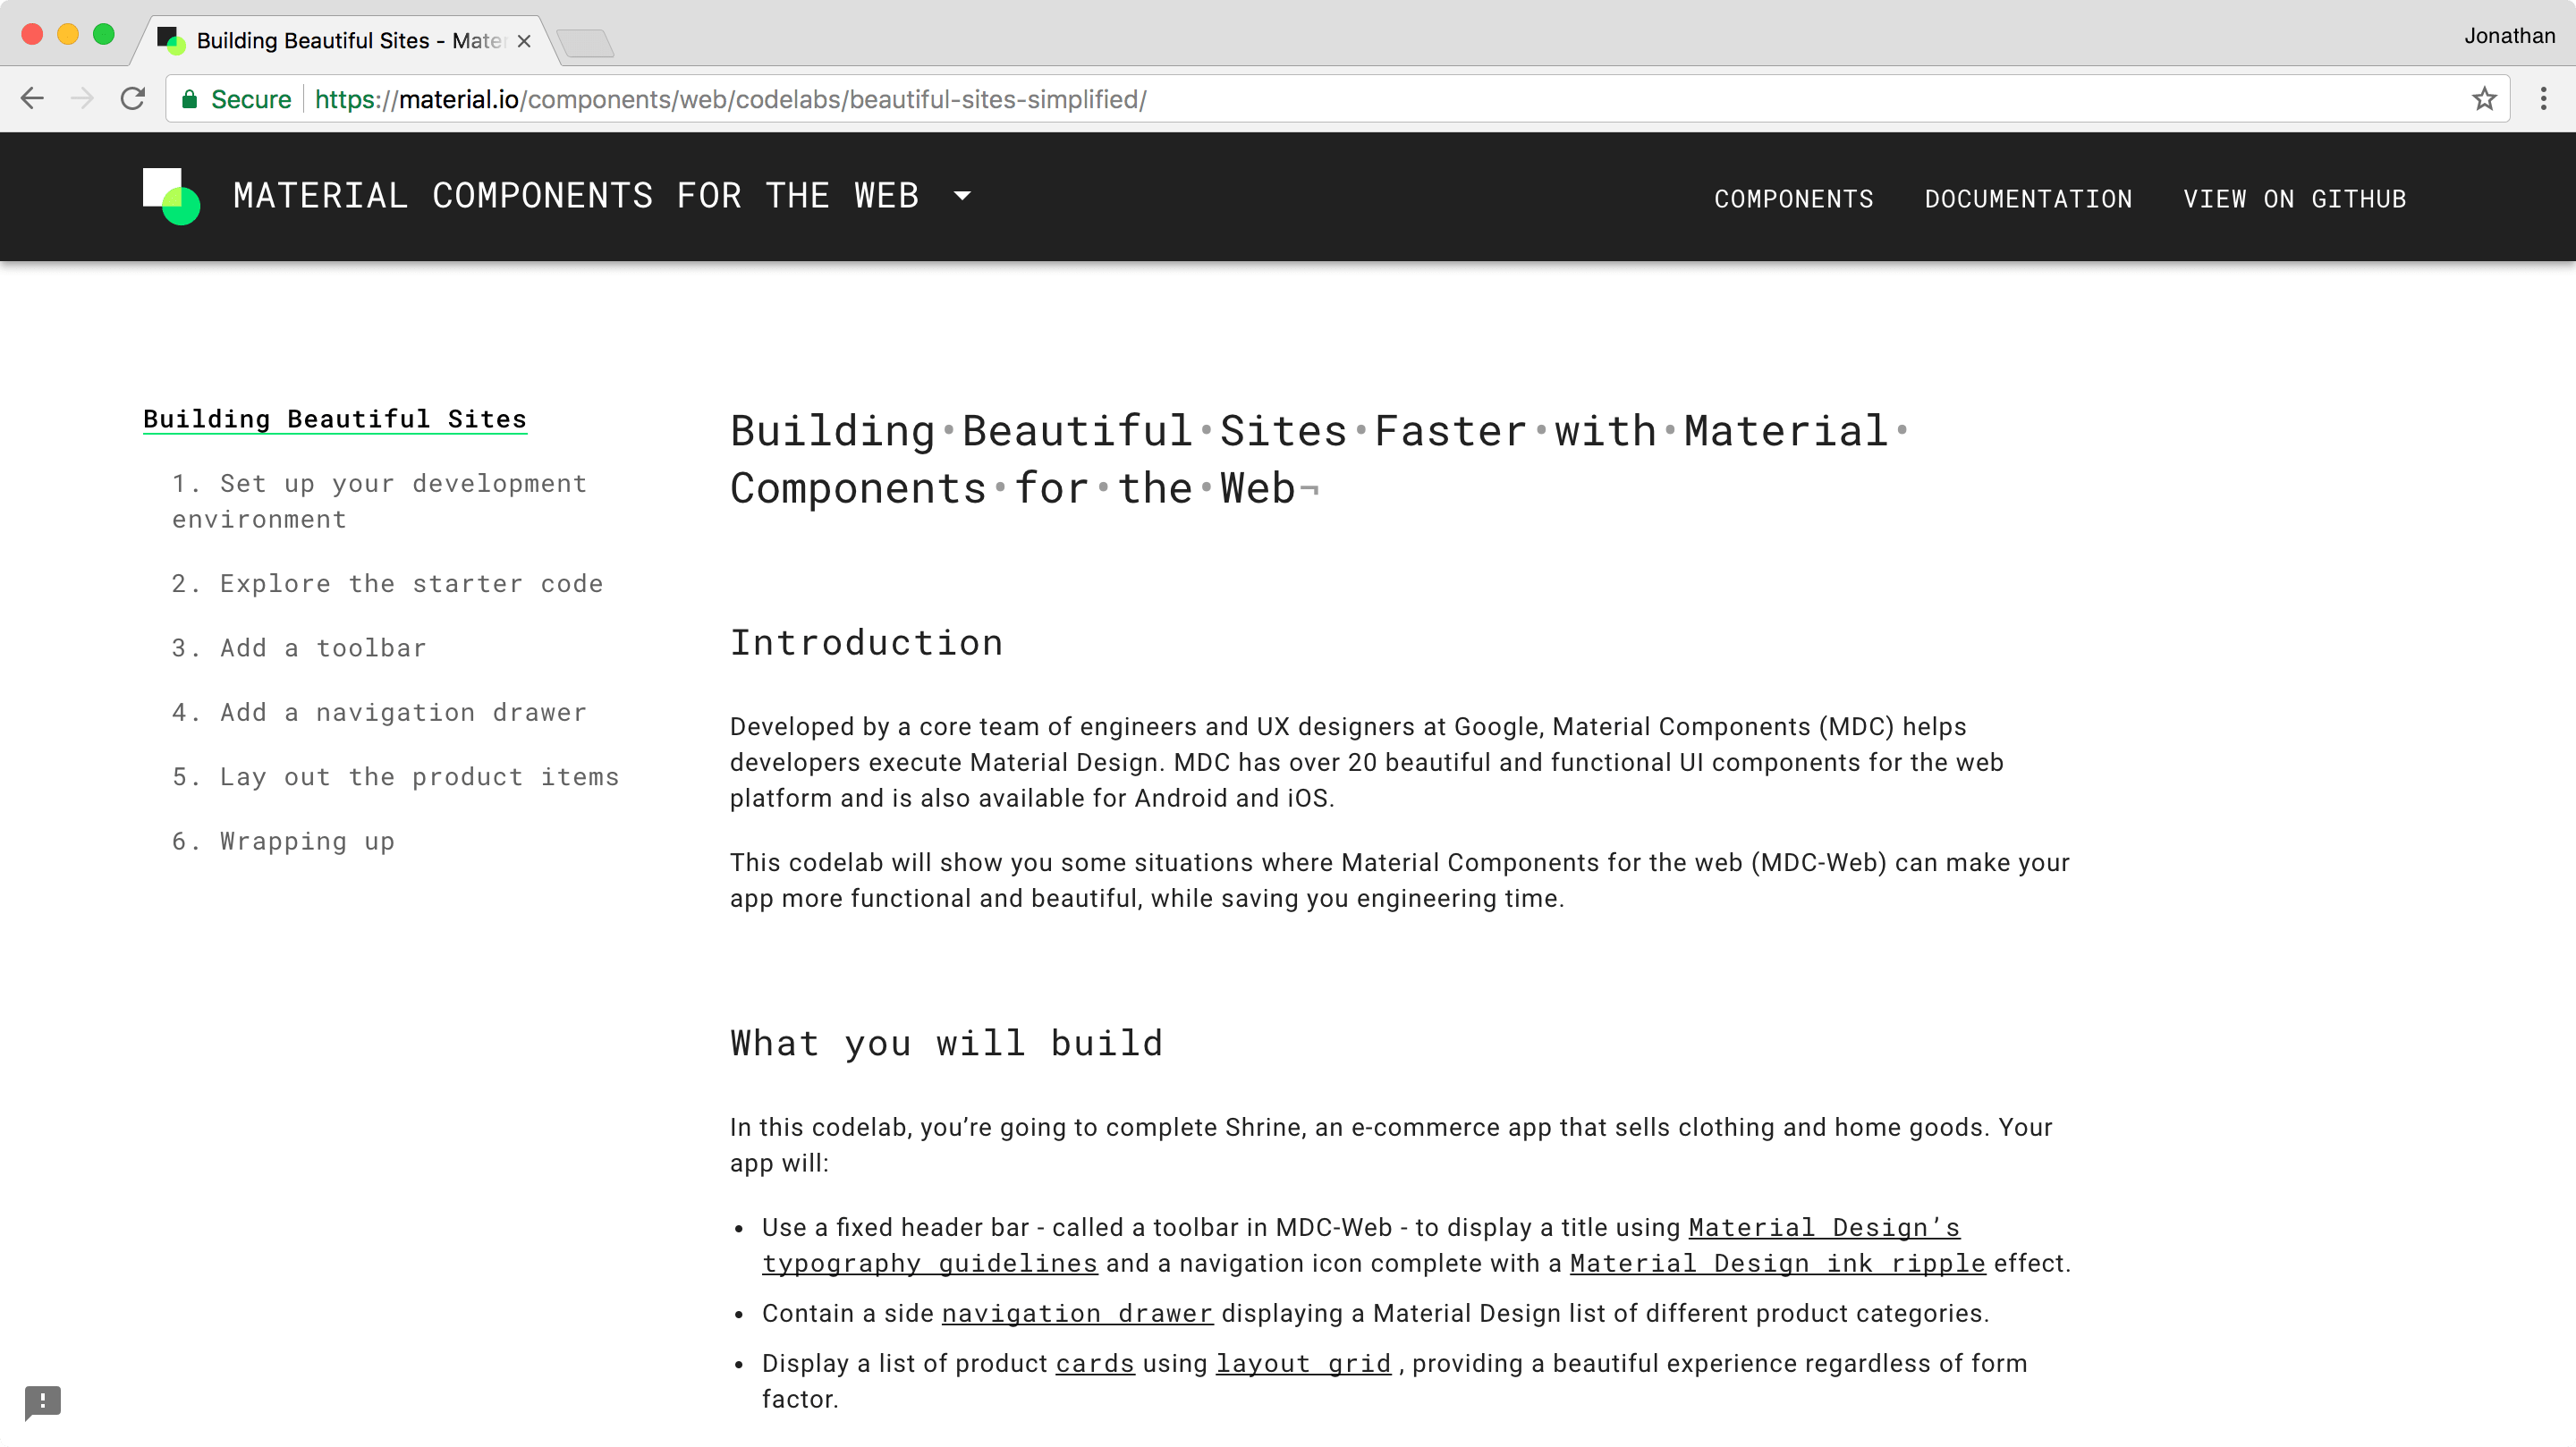 Building Beautiful Sites - Mater
Jonathan
Secure https://material.io/components/web/codelabs/beautiful-sites-simplified/
MATERIAL COMPONENTS FOR THE WEB
COMPONENTS DOCUMENTATION VIEW ON GITHUB
Building Beautiful Sites
1. Set up your development
environment
2. Explore the starter code
3. Add a toolbar
4. Add a navigation drawer
5. Lay out the product items
6. Wrapping up
Building·Beautiful·Sites·Faster·with·Material·
Components·for·the·Web¬
Introduction
Developed by a core team of engineers and UX designers at Google, Material Components (MDC) helps
developers execute Material Design. MDC has over 20 beautiful and functional UI components for the web
platform and is also available for Android and iOS.
This codelab will show you some situations where Material Components for the web (MDC-Web) can make your
app more functional and beautiful, while saving you engineering time.
What you will build
In this codelab, you’re going to complete Shrine, an e-commerce app that sells clothing and home goods. Your
app will:
• Use a fixed header bar - called a toolbar in MDC-Web - to display a title using Material Design’s
typography guidelines and a navigation icon complete with a Material Design ink ripple effect.
• Contain a side navigation drawer displaying a Material Design list of different product categories.
• Display a list of product cards using layout grid , providing a beautiful experience regardless of form
factor.